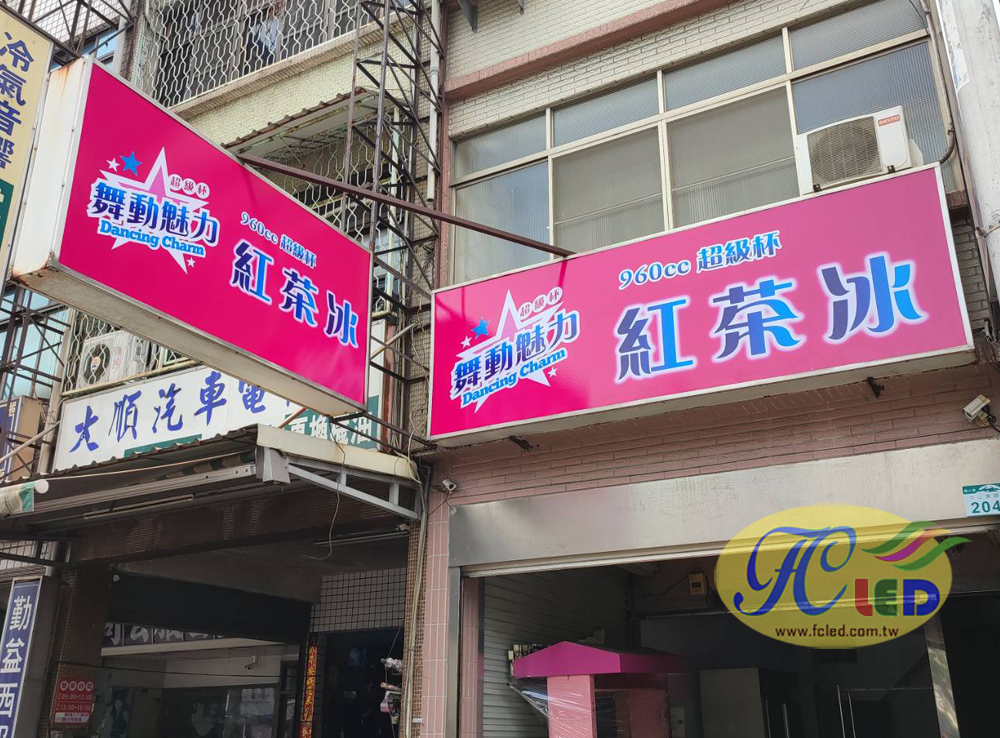 冷氣音響
超級杯
舞動魅力
Dancing Charm
960cc 超級杯
紅茶冰
超級杯
舞動魅力
Dancing Charm
960cc 超級杯
紅茶冰
SANYO
大順汽車電
204
勤益西服
FC LED
www.fcled.com.tw